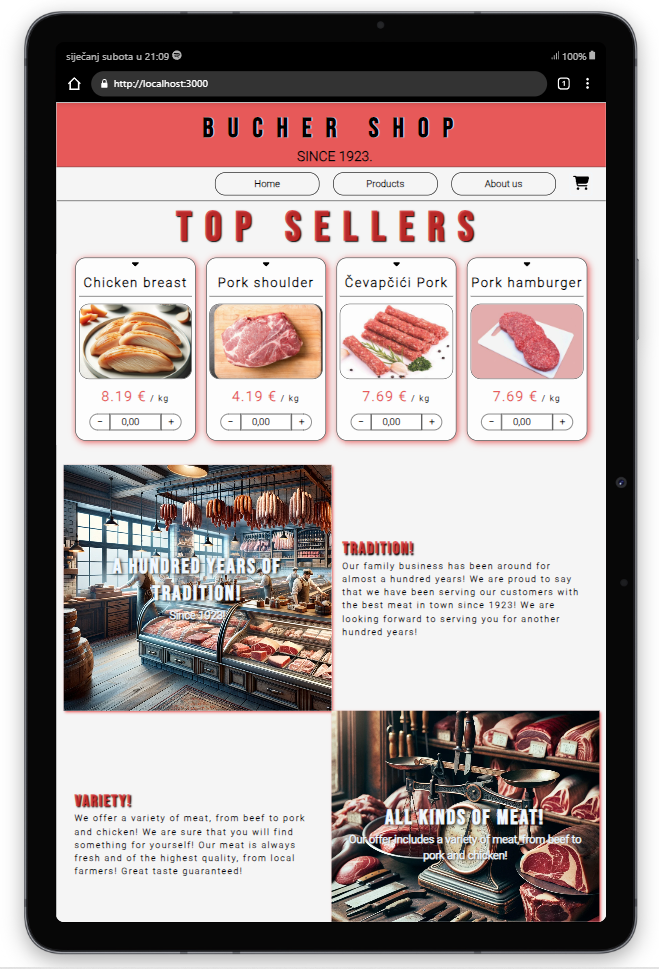 siječanj subota u 21:09
100%
http://localhost:3000
1
BUCHER SHOP
SINCE 1923.
Home
Products
About us
TOP SELLERS
Chicken breast
Pork shoulder
Čevapčići Pork
Pork hamburger
8.19 € / kg
4.19 € / kg
7.69 € / kg
7.69 € / kg
− 0,00 +
− 0,00 +
− 0,00 +
− 0,00 +
A HUNDRED YEARS OF
TRADITION!
Since 1923!
TRADITION!
Our family business has been around for
almost a hundred years! We are proud to say
that we have been serving our customers with
the best meat in town since 1923! We are
looking forward to serving you for another
hundred years!
VARIETY!
We offer a variety of meat, from beef to pork
and chicken! We are sure that you will find
something for yourself! Our meat is always
fresh and of the highest quality, from local
farmers! Great taste guaranteed!
ALL KINDS OF MEAT!
Our offer includes a variety of meat, from beef to
pork and chicken!